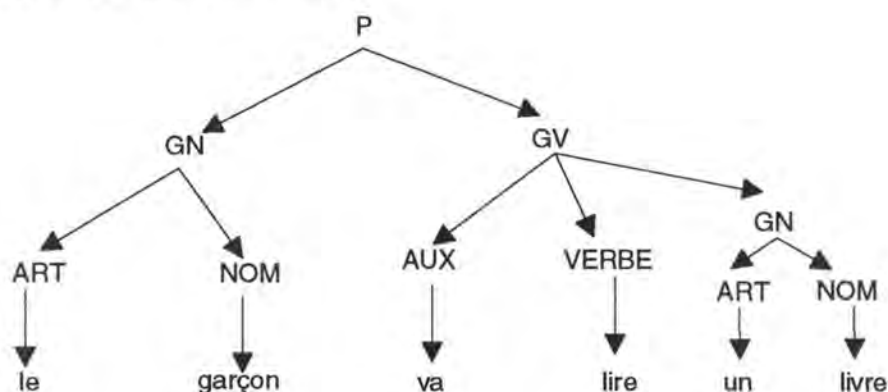 P
GN GV
GN
ART NOM AUX VERBE
ART NOM
le garçon va lire un livre